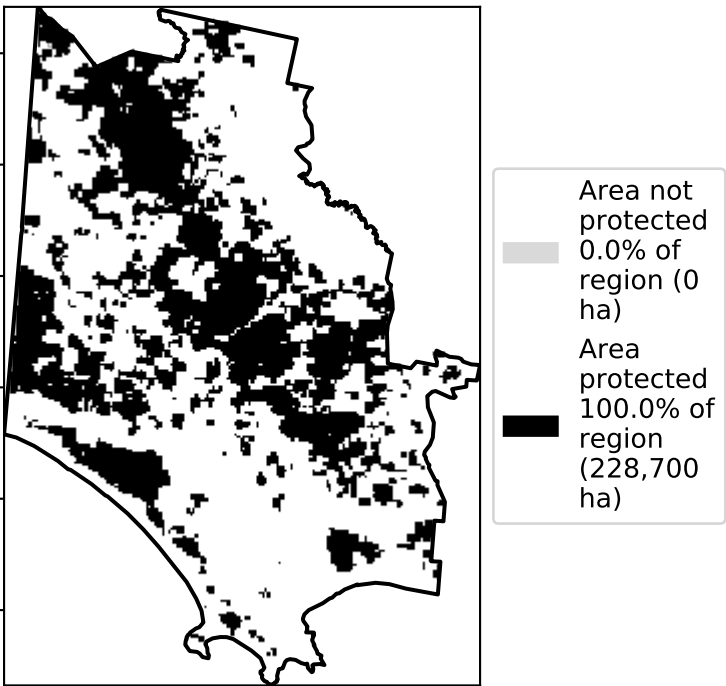 Area not
protected
0.0% of
region (0
ha)
Area
protected
100.0% of
region
(228,700
ha)